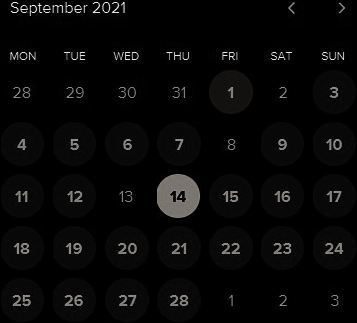 September 2021
MON TUE WED THU FRI SAT SUN
28 29 30 31 1 2 3
4 5 6 7 8 9 10
11 12 13 14 15 16 17
18 19 20 21 22 23 24
25 26 27 28 1 2 3